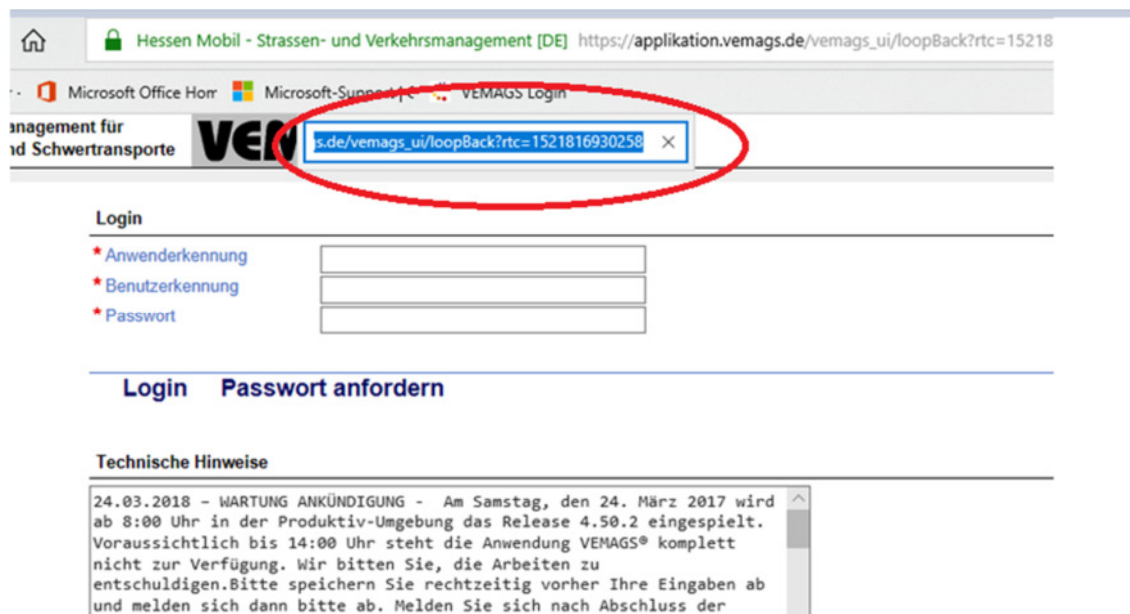 Hessen Mobil - Strassen- und Verkehrsmanagement [DE] https://applikation.vemags.de/vemags_ui/loopBack?rtc=15218
Microsoft Office Hom Microsoft-Support | C VEMAGS Login
anagement für
nd Schwertransporte
VEM
gs.de/vemags_ui/loopBack?rtc=1521816930258
Login
* Anwenderkennung
* Benutzerkennung
* Passwort
Login Passwort anfordern
Technische Hinweise
24.03.2018 – WARTUNG ANKÜNDIGUNG - Am Samstag, den 24. März 2017 wird
ab 8:00 Uhr in der Produktiv-Umgebung das Release 4.50.2 eingespielt.
Voraussichtlich bis 14:00 Uhr steht die Anwendung VEMAGS® komplett
nicht zur Verfügung. Wir bitten Sie, die Arbeiten zu
entschuldigen.Bitte speichern Sie rechtzeitig vorher Ihre Eingaben ab
und melden sich dann bitte ab. Melden Sie sich nach Abschluss der